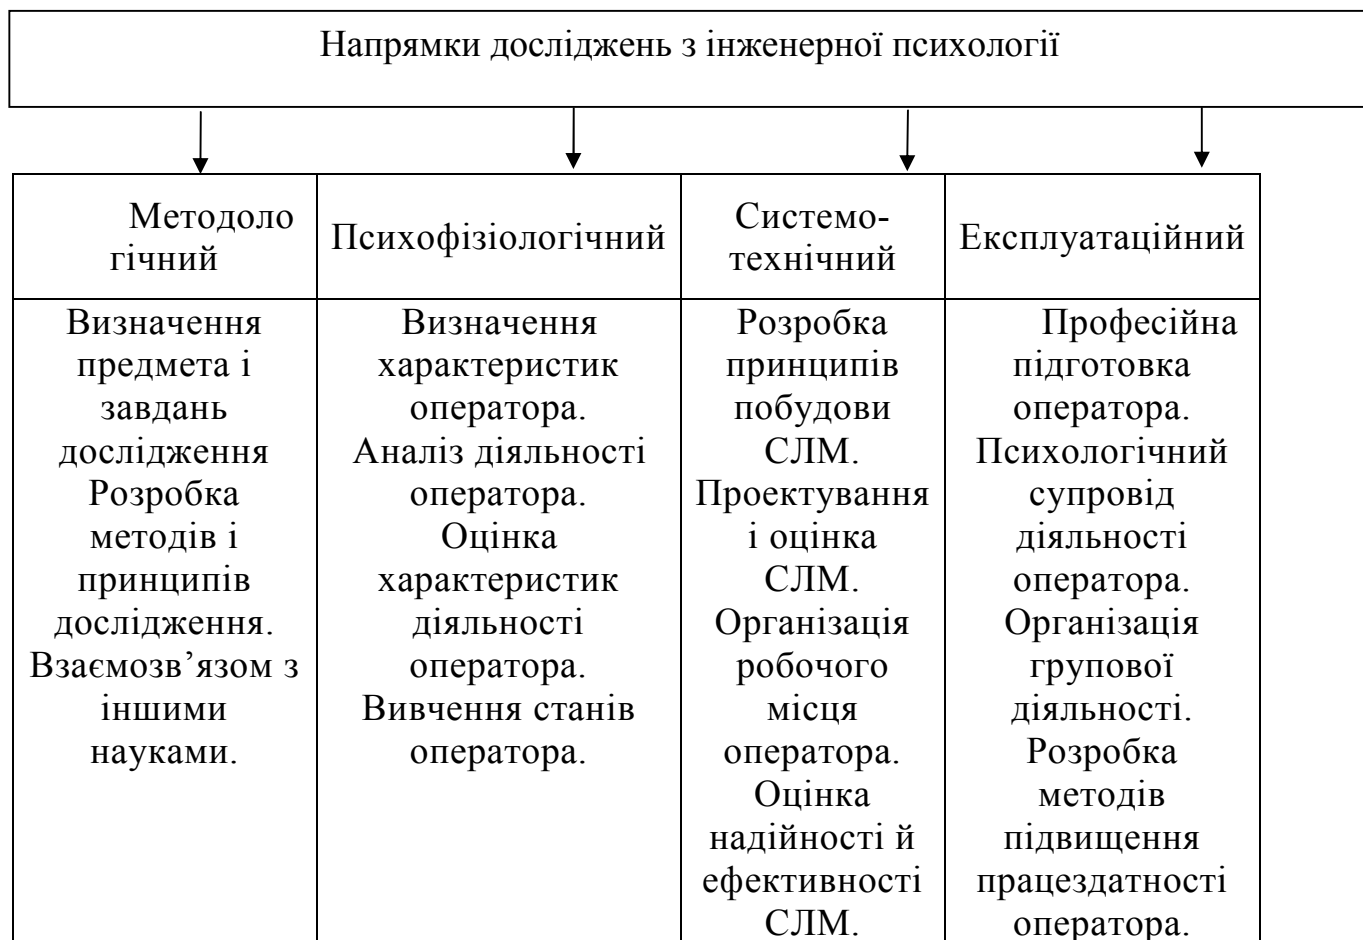 Напрямки досліджень з інженерної психології
Методоло
гічний
Психофізіологічний
Системо-
технічний
Експлуатаційний
Визначення
предмета і
завдань
дослідження
Розробка
методів і
принципів
дослідження.
Взаємозв’язом з
іншими
науками.
Визначення
характеристик
оператора.
Аналіз діяльності
оператора.
Оцінка
характеристик
діяльності
оператора.
Вивчення станів
оператора.
Розробка
принципів
побудови
СЛМ.
Проектування
і оцінка
СЛМ.
Організація
робочого
місця
оператора.
Оцінка
надійності й
ефективності
СЛМ.
Професійна
підготовка
оператора.
Психологічний
супровід
діяльності
оператора.
Організація
групової
діяльності.
Розробка
методів
підвищення
працездатності
оператора.